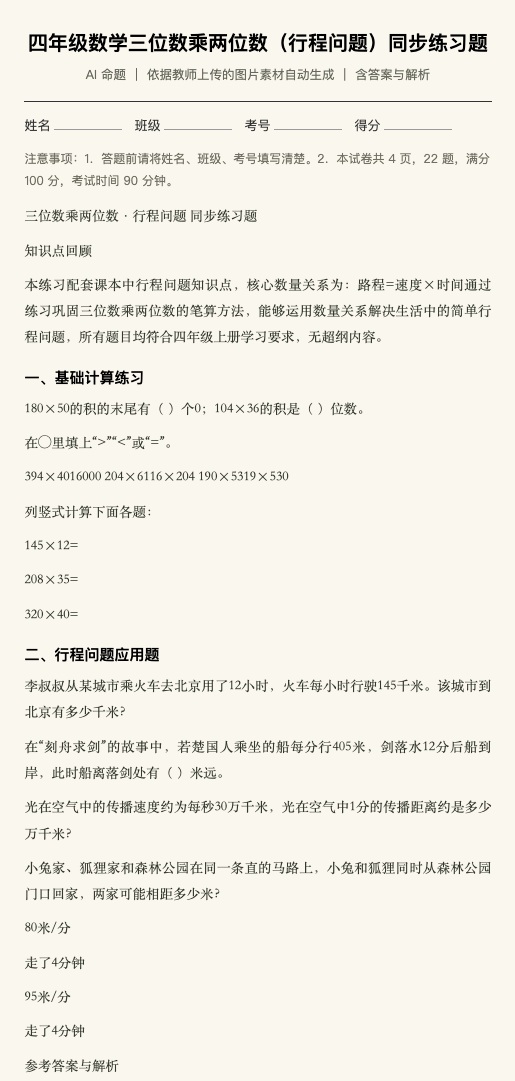 四年级数学三位数乘两位数（行程问题）同步练习题
AI 命题 ｜ 依据教师上传的图片素材自动生成 ｜ 含答案与解析
姓名 班级 考号 得分
注意事项：1. 答题前请将姓名、班级、考号填写清楚。2. 本试卷共 4 页，22 题，满分
100 分，考试时间 90 分钟。
三位数乘两位数 · 行程问题 同步练习题
知识点回顾
本练习配套课本中行程问题知识点，核心数量关系为：路程=速度×时间通过
练习巩固三位数乘两位数的笔算方法，能够运用数量关系解决生活中的简单行
程问题，所有题目均符合四年级上册学习要求，无超纲内容。
一、基础计算练习
180×50的积的末尾有（ ）个0；104×36的积是（ ）位数。
在◯里填上“>”“<”或“=”。
394×4016000 204×6116×204 190×5319×530
列竖式计算下面各题：
145×12=
208×35=
320×40=
二、行程问题应用题
李叔叔从某城市乘火车去北京用了12小时，火车每小时行驶145千米。该城市到
北京有多少千米？
在“刻舟求剑”的故事中，若楚国人乘坐的船每分行405米，剑落水12分后船到
岸，此时船离落剑处有（ ）米远。
光在空气中的传播速度约为每秒30万千米，光在空气中1分的传播距离约是多少
万千米？
小兔家、狐狸家和森林公园在同一条直的马路上，小兔和狐狸同时从森林公园
门口回家，两家可能相距多少米？
80米/分
走了4分钟
95米/分
走了4分钟
参考答案与解析